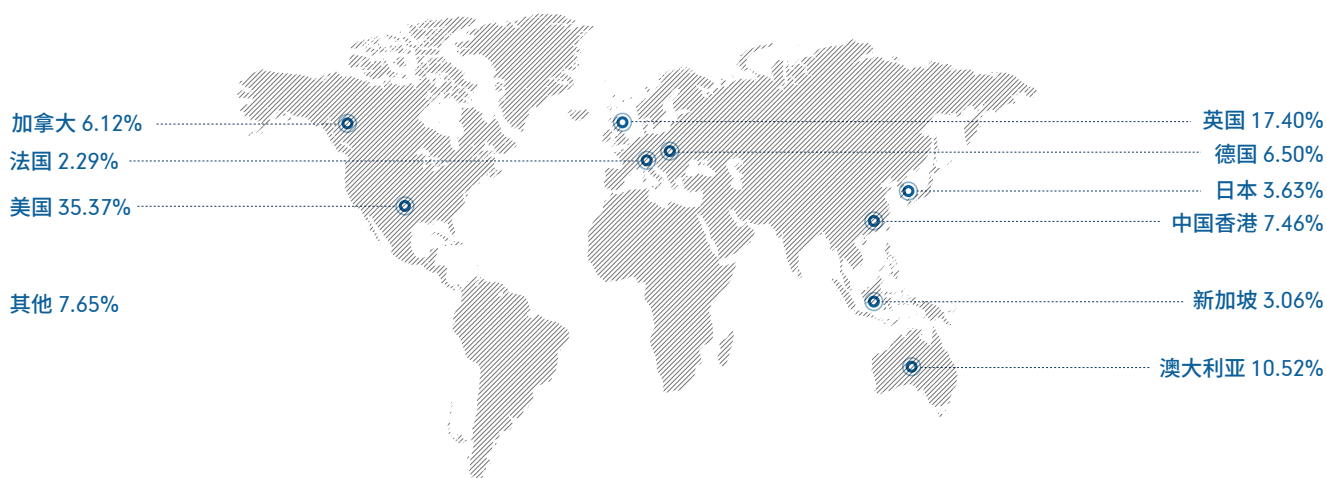 加拿大 6.12%
法国 2.29%
美国 35.37%
其他 7.65%
英国 17.40%
德国 6.50%
日本 3.63%
中国香港 7.46%
新加坡 3.06%
澳大利亚 10.52%